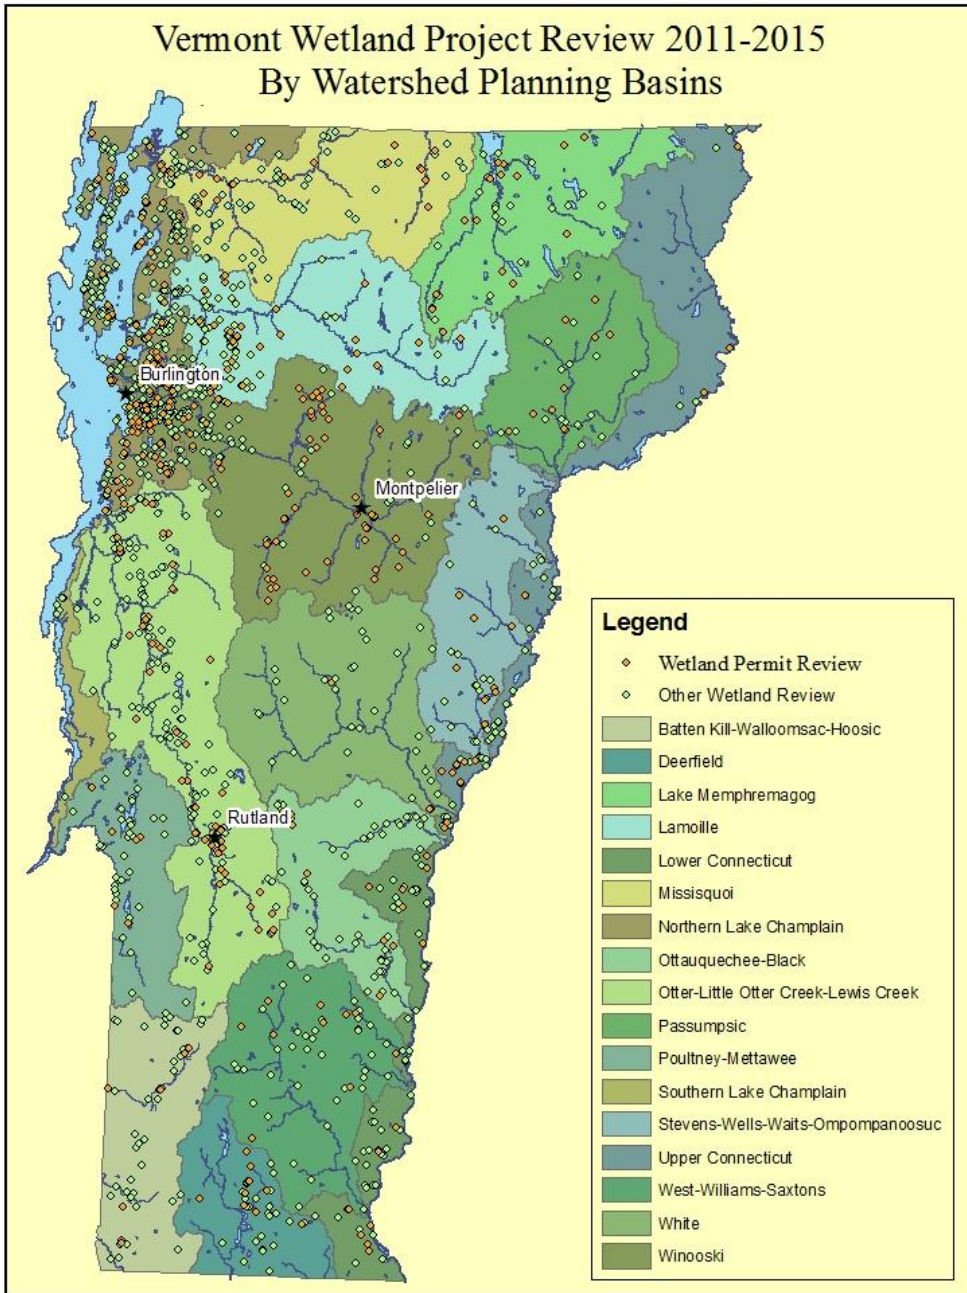 Vermont Wetland Project Review 2011-2015
By Watershed Planning Basins
Burlington
Montpelier
Rutland
Legend
Wetland Permit Review
Other Wetland Review
Batten Kill-Walloomsac-Hoosic
Deerfield
Lake Memphremagog
Lamoille
Lower Connecticut
Missisquoi
Northern Lake Champlain
Ottauquechee-Black
Otter-Little Otter Creek-Lewis Creek
Passumpsic
Poultney-Mettawee
Southern Lake Champlain
Stevens-Wells-Waits-Ompompanoosuc
Upper Connecticut
West-Williams-Saxtons
White
Winooski